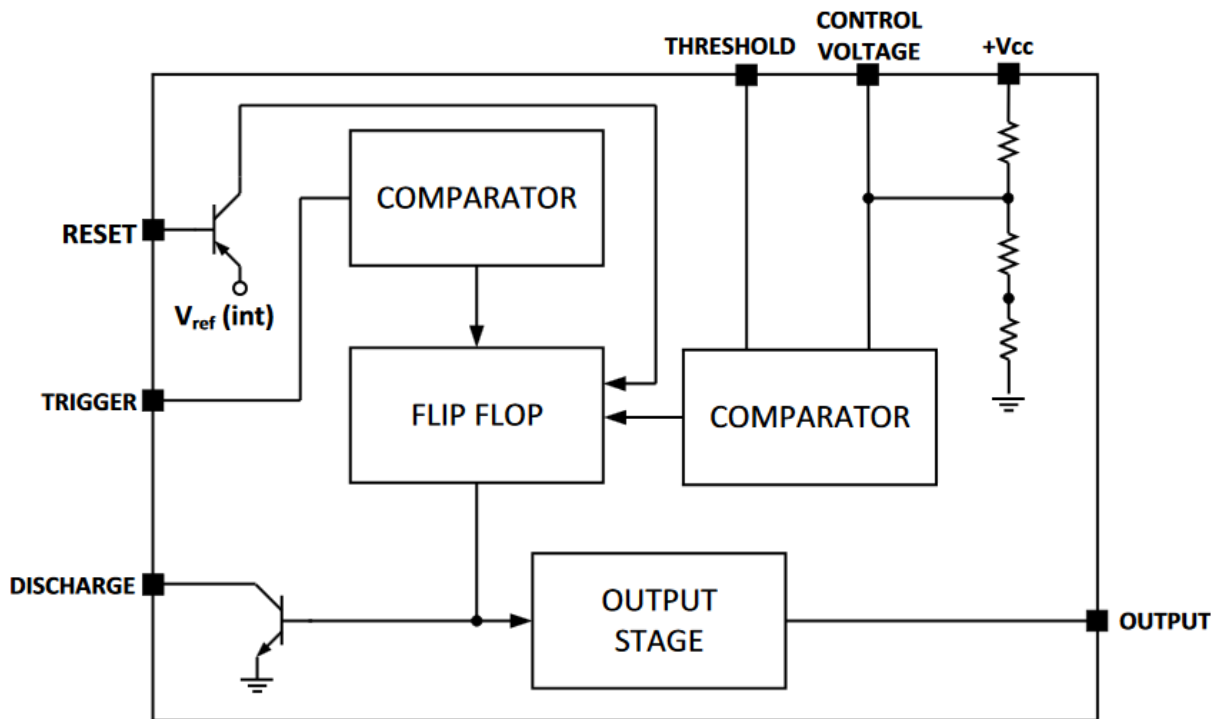 CONTROL
VOLTAGE
THRESHOLD
+Vcc
COMPARATOR
RESET
Vref (int)
TRIGGER
FLIP FLOP
COMPARATOR
DISCHARGE
OUTPUT
STAGE
OUTPUT